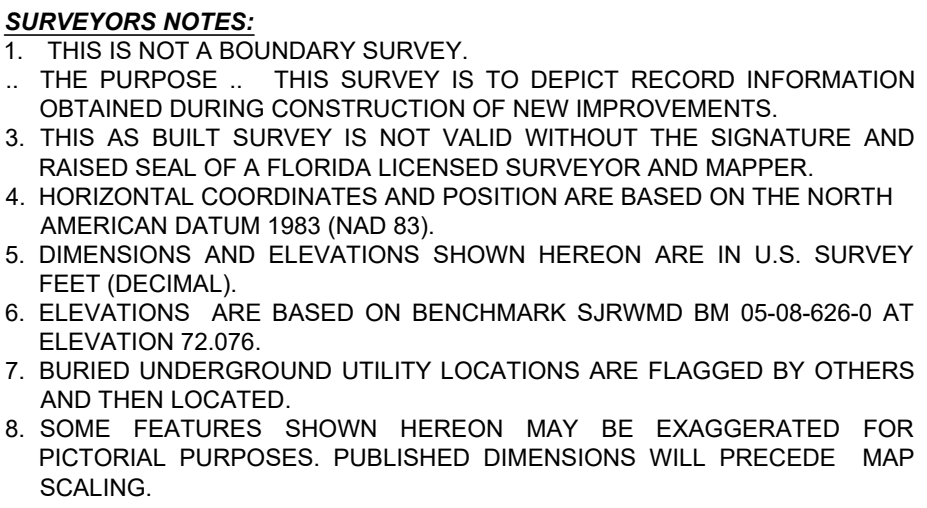 SURVEYORS NOTES:
1. THIS IS NOT A BOUNDARY SURVEY.
.. THE PURPOSE .. THIS SURVEY IS TO DEPICT RECORD INFORMATION
OBTAINED DURING CONSTRUCTION OF NEW IMPROVEMENTS.
3. THIS AS BUILT SURVEY IS NOT VALID WITHOUT THE SIGNATURE AND
RAISED SEAL OF A FLORIDA LICENSED SURVEYOR AND MAPPER.
4. HORIZONTAL COORDINATES AND POSITION ARE BASED ON THE NORTH
AMERICAN DATUM 1983 (NAD 83).
5. DIMENSIONS AND ELEVATIONS SHOWN HEREON ARE IN U.S. SURVEY
FEET (DECIMAL).
6. ELEVATIONS ARE BASED ON BENCHMARK SJRWMD BM 05-08-626-0 AT
ELEVATION 72.076.
7. BURIED UNDERGROUND UTILITY LOCATIONS ARE FLAGGED BY OTHERS
AND THEN LOCATED.
8. SOME FEATURES SHOWN HEREON MAY BE EXAGGERATED FOR
PICTORIAL PURPOSES. PUBLISHED DIMENSIONS WILL PRECEDE MAP
SCALING.